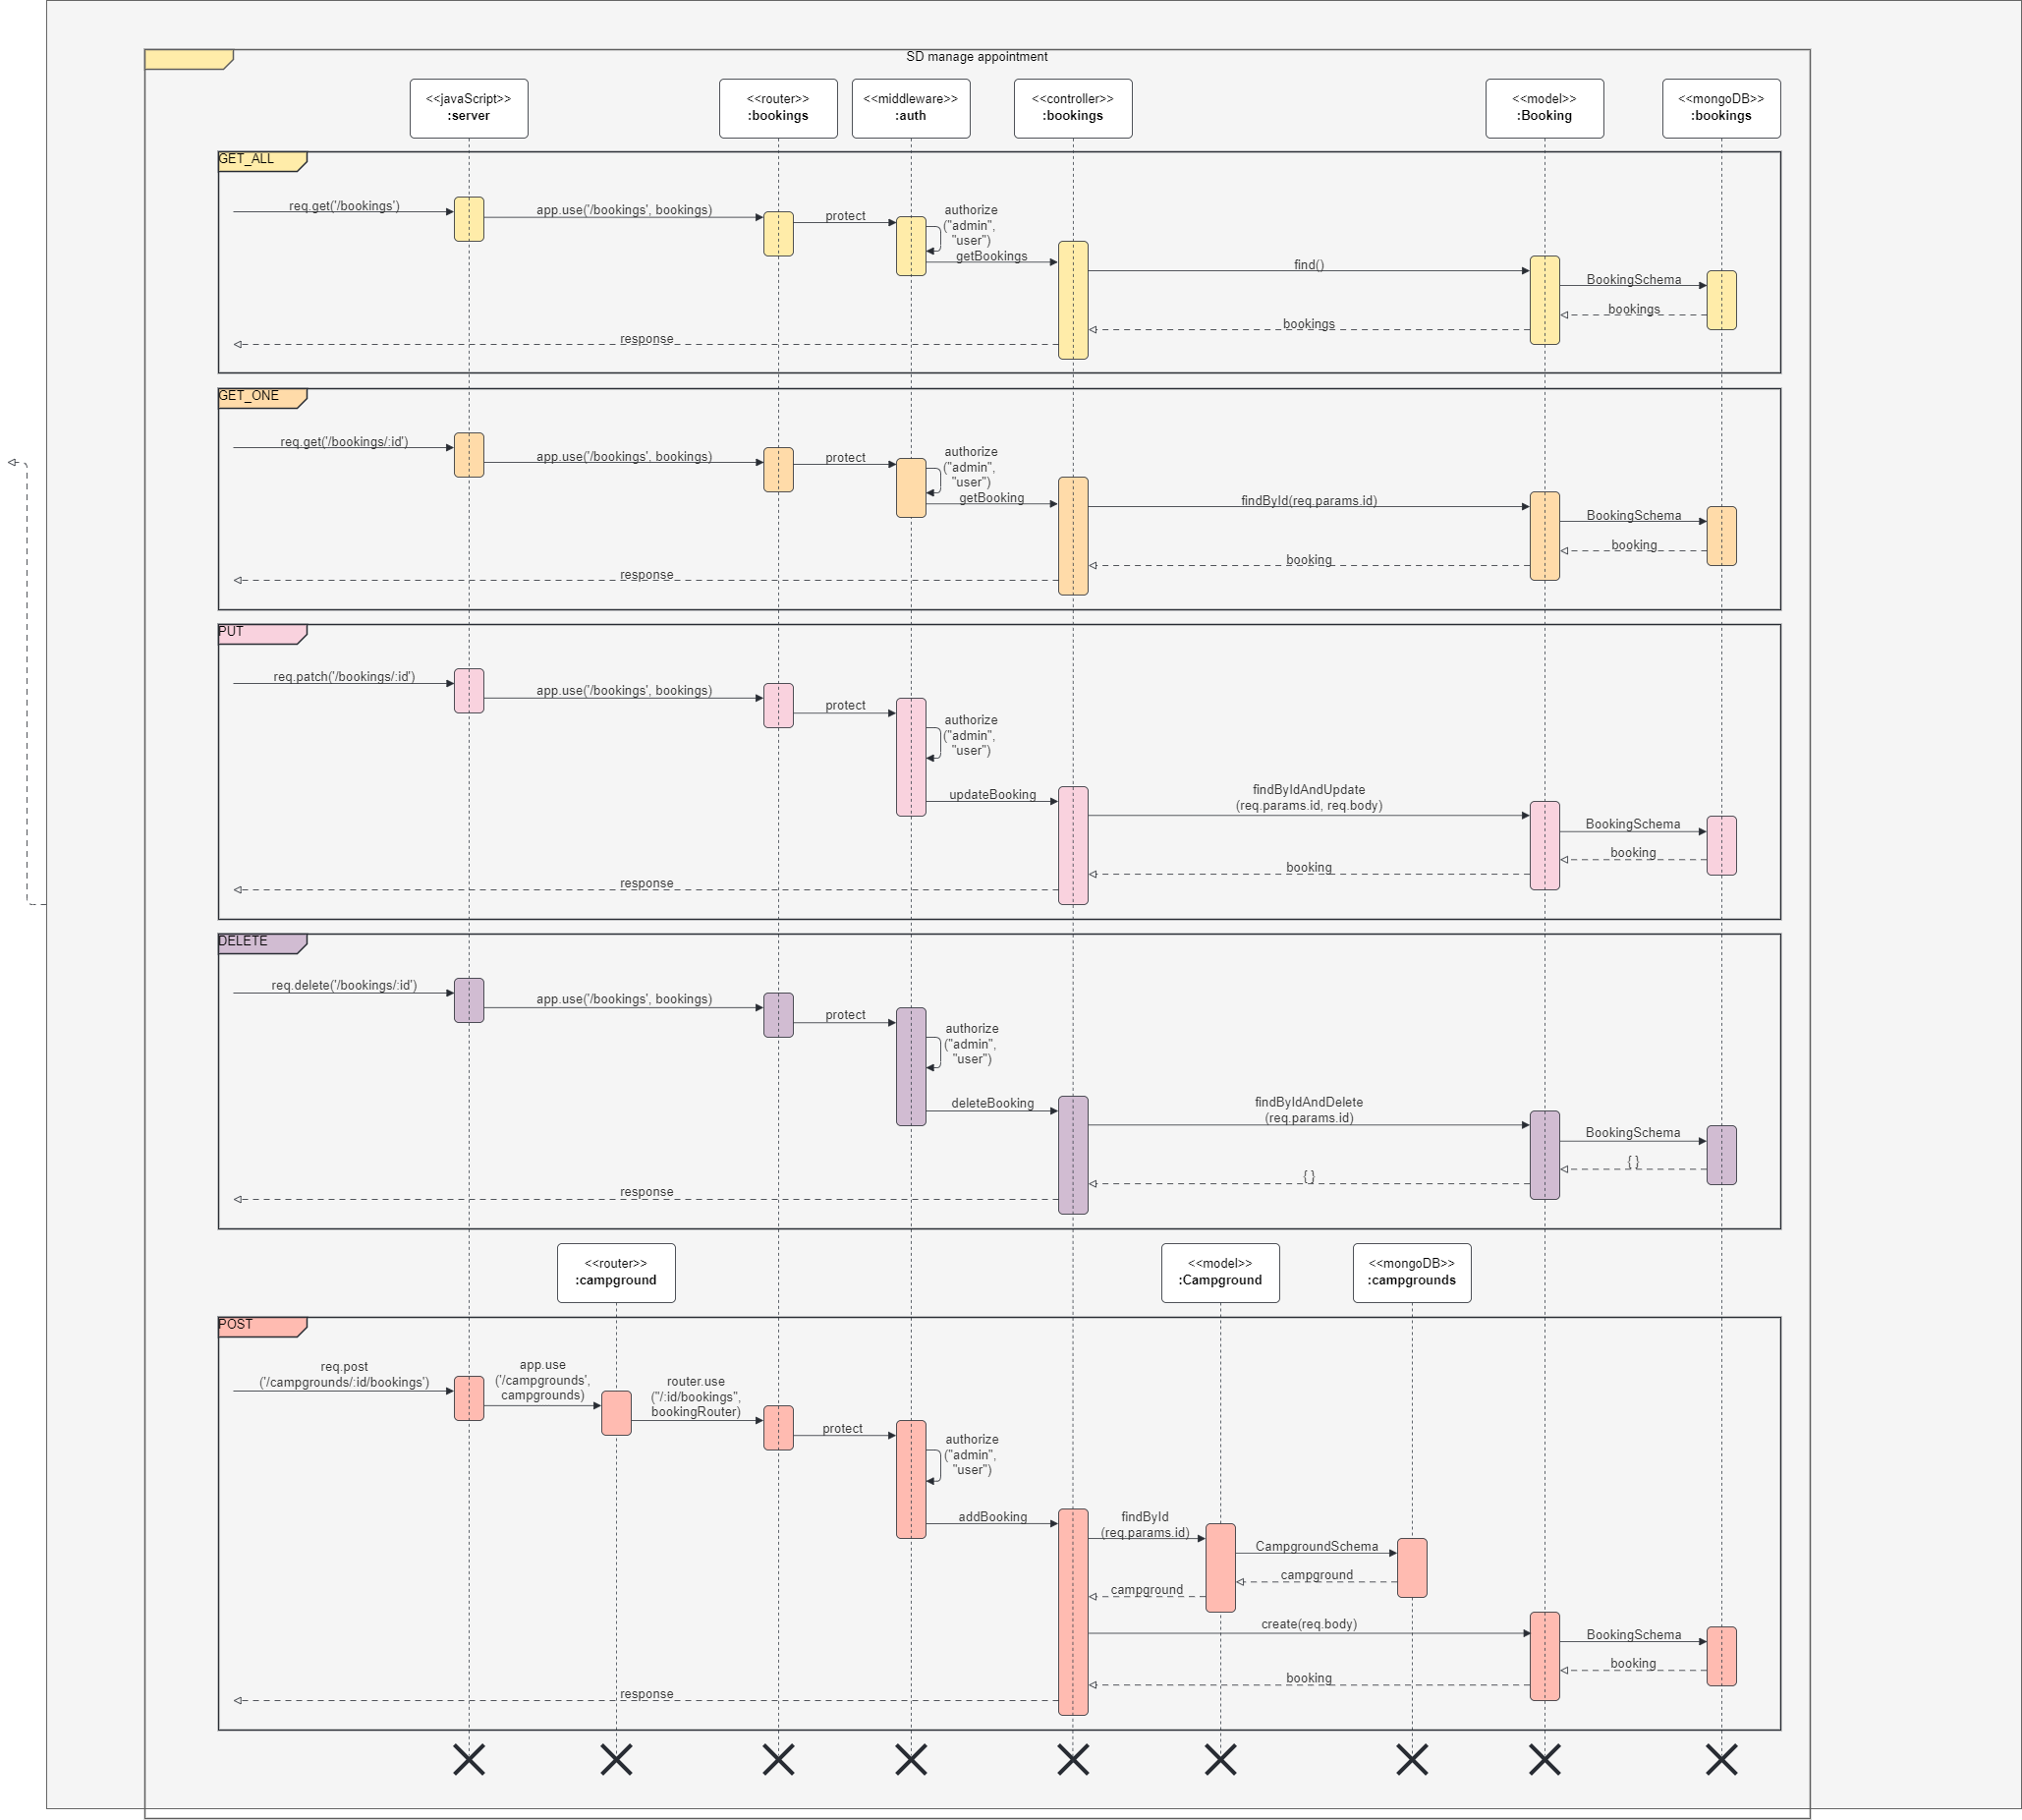 SD manage appointment
<<javaScript>>
:server
<<router>>
:bookings
<<middleware>>
:auth
<<controller>>
:bookings
<<model>>
:Booking
<<mongoDB>>
:bookings
GET_ALL
req.get('/bookings')
app.use('/bookings', bookings)
protect
authorize
("admin",
"user")
getBookings
find()
BookingSchema
bookings
bookings
response
GET_ONE
req.get('/bookings/:id')
app.use('/bookings', bookings)
protect
authorize
("admin",
"user")
getBooking
findById(req.params.id)
BookingSchema
booking
booking
response
PUT
req.patch('/bookings/:id')
app.use('/bookings', bookings)
protect
authorize
("admin",
"user")
updateBooking
findByIdAndUpdate
(req.params.id, req.body)
BookingSchema
booking
booking
response
DELETE
req.delete('/bookings/:id')
app.use('/bookings', bookings)
protect
authorize
("admin",
"user")
deleteBooking
findByIdAndDelete
(req.params.id)
BookingSchema
{ }
{ }
response
<<router>>
:campground
<<model>>
:Campground
<<mongoDB>>
:campgrounds
POST
req.post
('/campgrounds/:id/bookings')
app.use
('/campgrounds',
campgrounds)
router.use
("/:id/bookings",
bookingRouter)
protect
authorize
("admin",
"user")
addBooking
findById
(req.params.id)
CampgroundSchema
campground
campground
create(req.body)
BookingSchema
booking
booking
response